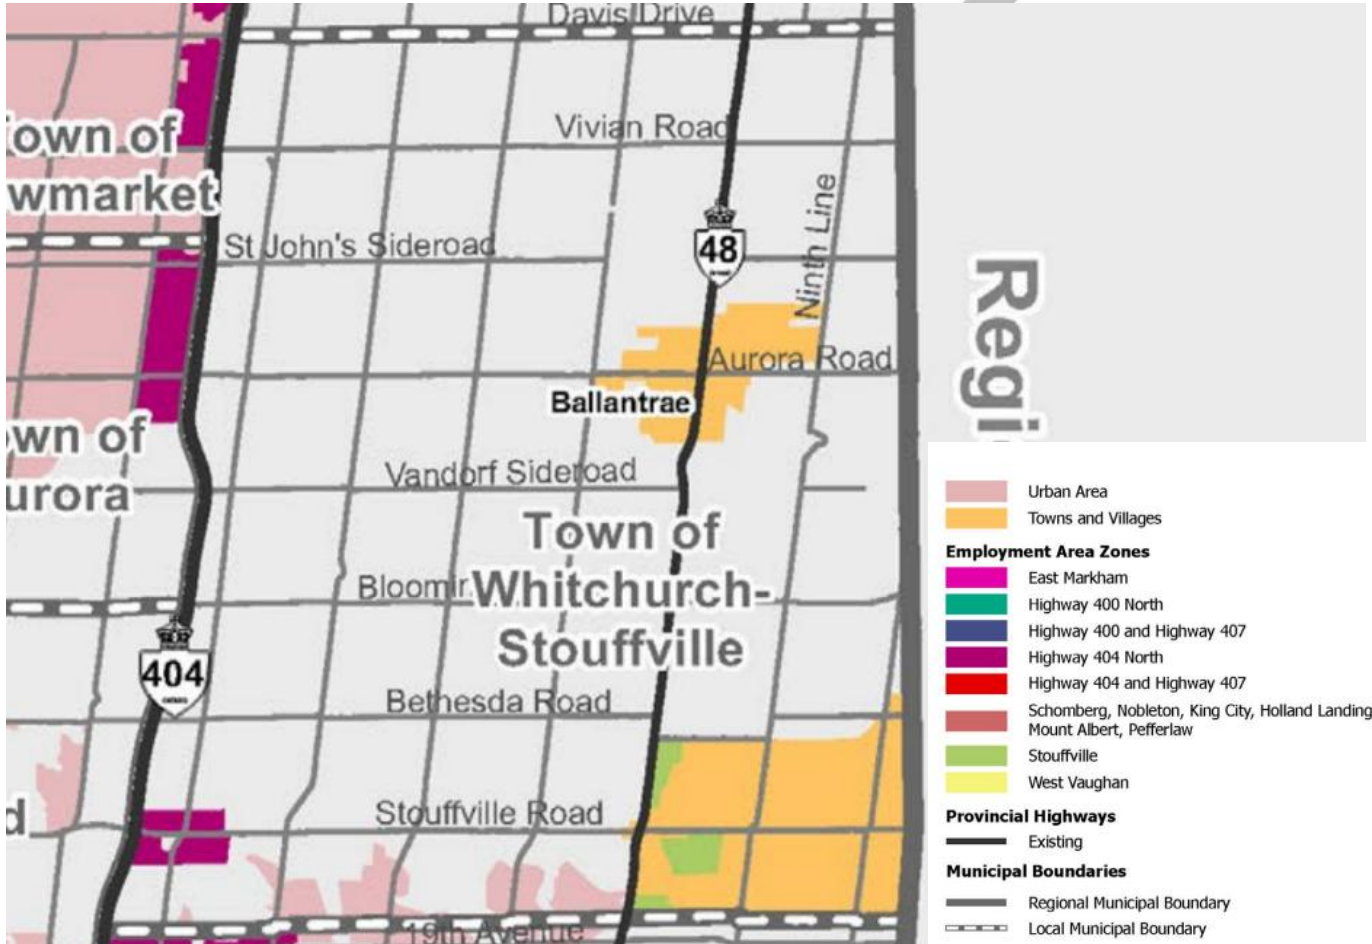 Davis Drive
Vivian Road
own of
wmarket
St John's Sideroad
48
Ninth Line
Regi
Aurora Road
Ballantrae
own of
urora
Vandorf Sideroad
Town of
Whitchurch-
Stouffville
Bloomin
404
Bethesda Road
Stouffville Road
d
19th Avenue
Urban Area
Towns and Villages
Employment Area Zones
East Markham
Highway 400 North
Highway 400 and Highway 407
Highway 404 North
Highway 404 and Highway 407
Schomberg, Nobleton, King City, Holland Landing
Mount Albert, Pefferlaw
Stouffville
West Vaughan
Provincial Highways
Existing
Municipal Boundaries
Regional Municipal Boundary
Local Municipal Boundary